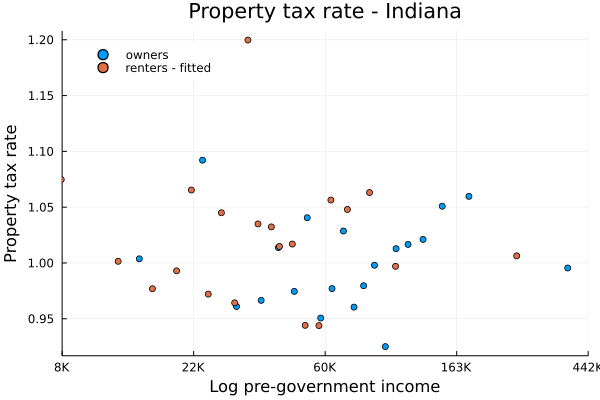 Property tax rate - Indiana
owners
renters - fitted
Property tax rate
1.20
1.15
1.10
1.05
1.00
0.95
8K
22K
60K
163K
442K
Log pre-government income